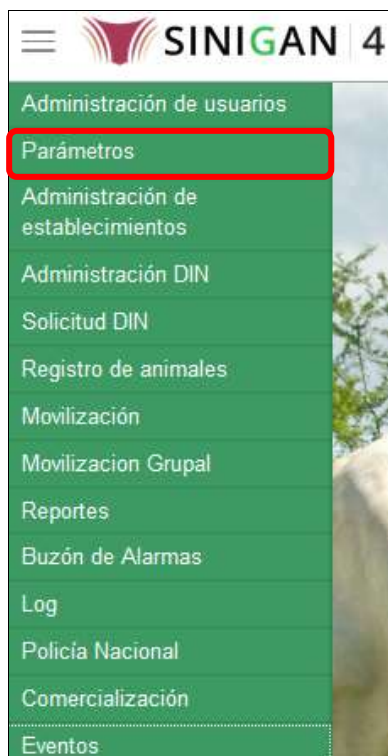 SINIGAN 4
Administración de usuarios
Parámetros
Administración de
establecimientos
Administración DIN
Solicitud DIN
Registro de animales
Movilización
Movilizacion Grupal
Reportes
Buzón de Alarmas
Log
Policía Nacional
Comercialización
Eventos